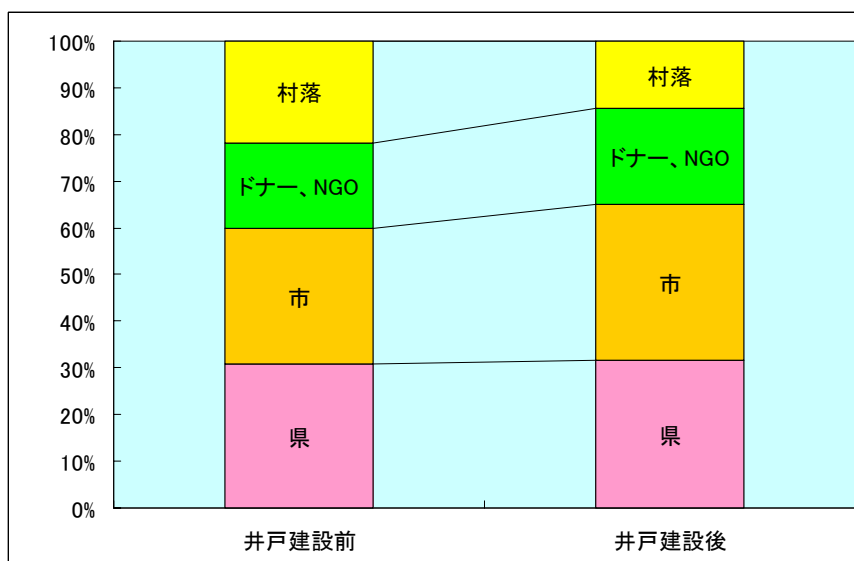 100%
90%
80%
70%
60%
50%
40%
30%
20%
10%
0%
村落
ドナー、NGO
市
県
村落
ドナー、NGO
市
県
井戸建設前
井戸建設後